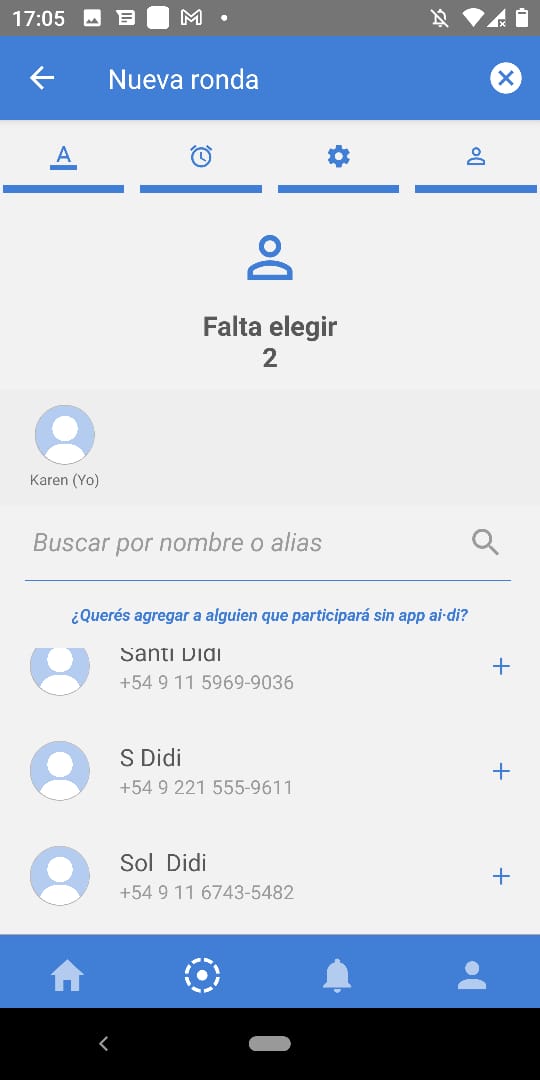 17:05
Nueva ronda
A
Falta elegir
2
Karen (Yo)
Buscar por nombre o alias
¿Querés agregar a alguien que participará sin app ai·di?
Santi Didi
+54 9 11 5969-9036
S Didi
+54 9 221 555-9611
Sol  Didi
+54 9 11 6743-5482